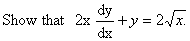 Show that 2x dy/dx + y = 2√x.